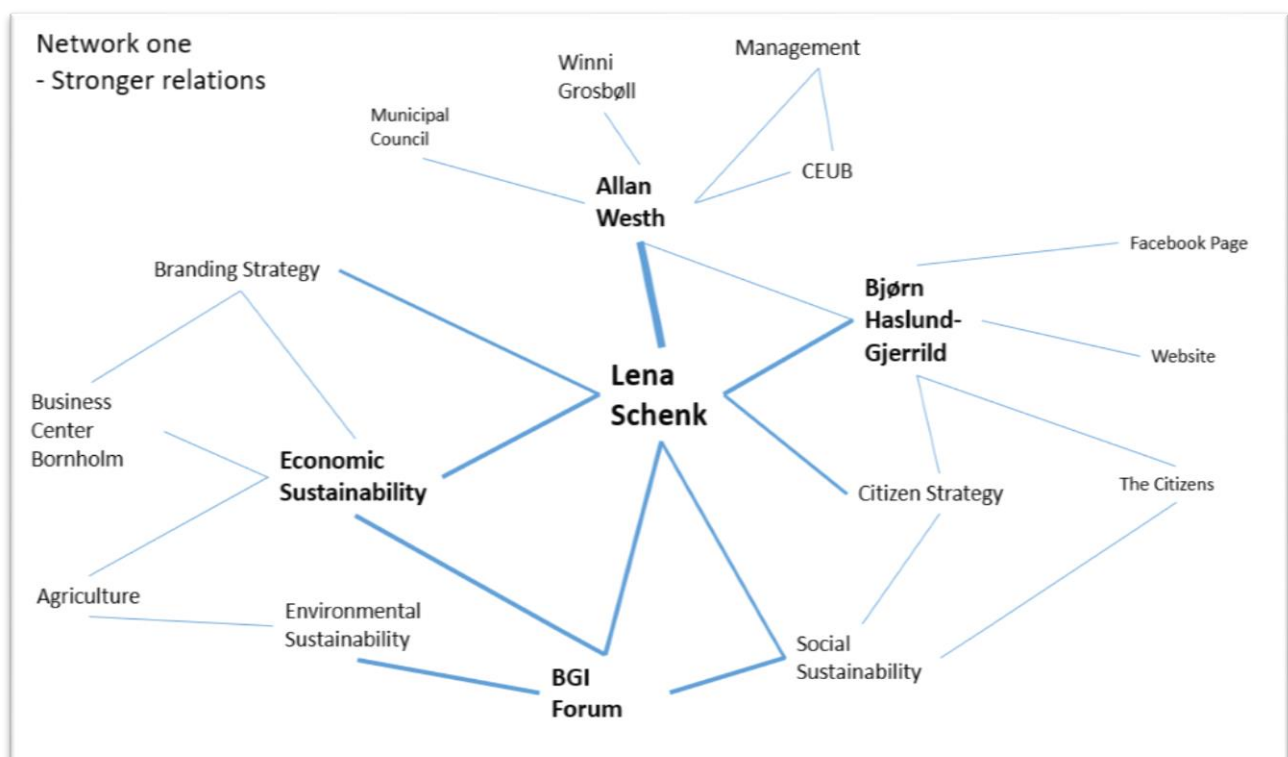 Network one
- Stronger relations
Management
Winni
Grosbøll
Municipal
Council
CEUB
Allan
Westh
Facebook Page
Branding Strategy
Bjørn
Haslund-
Gjerrild
Website
Lena
Schenk
Business
Center
Bornholm
Economic
Sustainability
Citizen Strategy
The Citizens
Agriculture
Environmental
Sustainability
Social
Sustainability
BGI
Forum